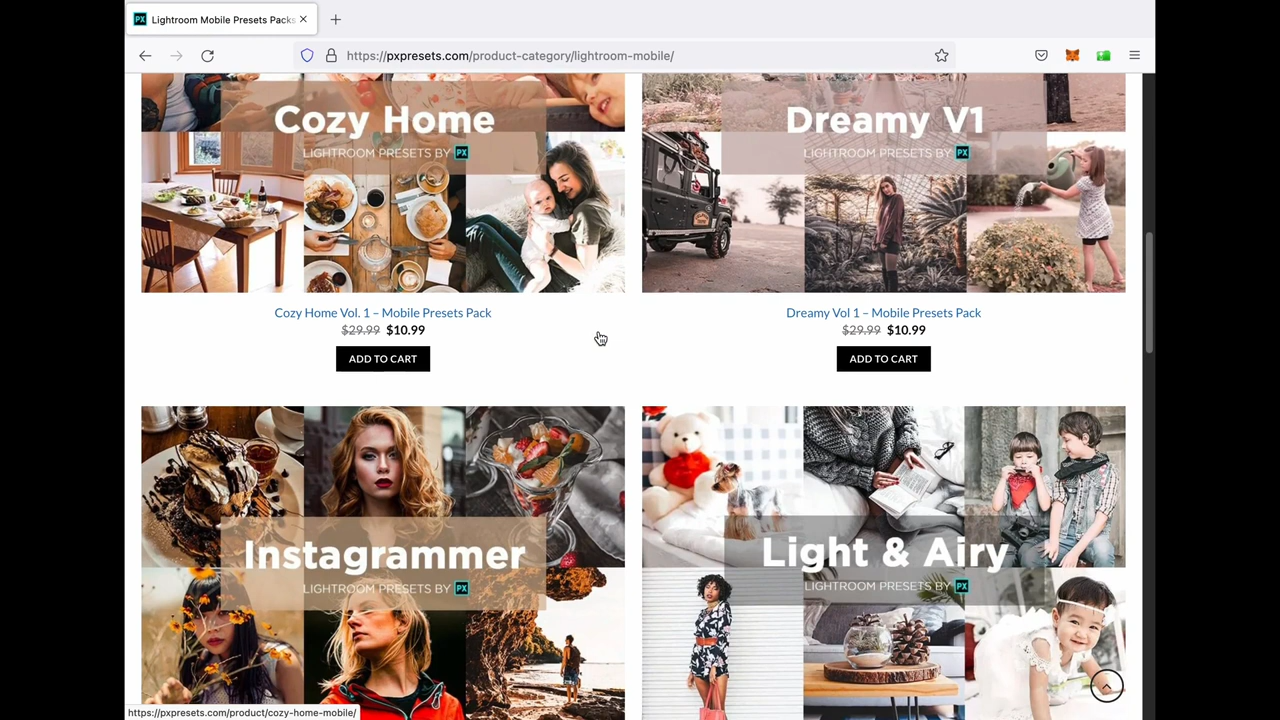 PX Lightroom Mobile Presets Packs
https://pxpresets.com/product-category/lightroom-mobile/
Cozy Home
LIGHTROOM PRESETS BY PX
Dreamy V1
LIGHTROOM PRESETS BY PX
Cozy Home Vol. 1 – Mobile Presets Pack
$29.99 $10.99
ADD TO CART
Dreamy Vol 1 – Mobile Presets Pack
$29.99 $10.99
ADD TO CART
Instagrammer
LIGHTROOM PRESETS BY PX
Light & Airy
LIGHTROOM PRESETS BY PX
https://pxpresets.com/product/cozy-home-mobile/